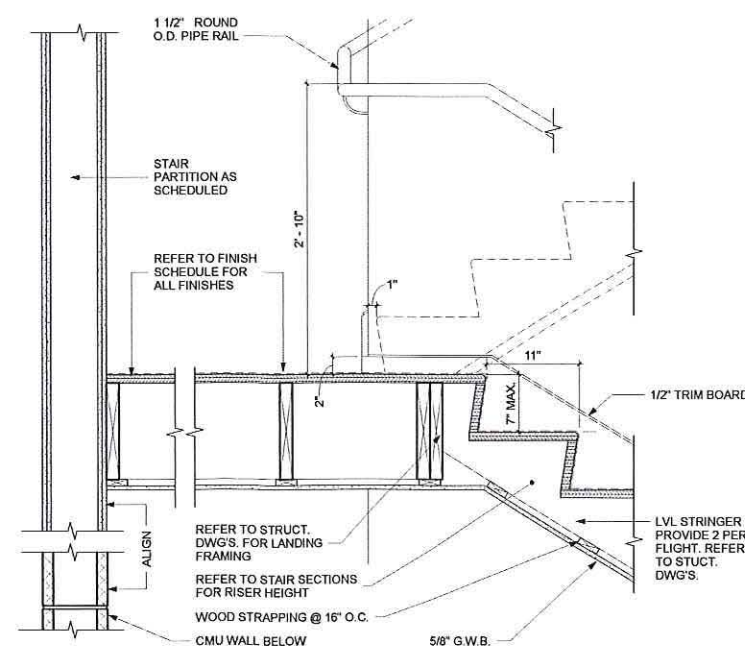 1 1/2" ROUND
O.D. PIPE RAIL
STAIR
PARTITION AS
SCHEDULED
2' - 10"
REFER TO FINISH
SCHEDULE FOR
ALL FINISHES
1"
11"
2"
7" MAX.
1/2" TRIM BOARD
ALIGN
REFER TO STRUCT.
DWG'S. FOR LANDING
FRAMING
REFER TO STAIR SECTIONS
FOR RISER HEIGHT
WOOD STRAPPING @ 16" O.C.
CMU WALL BELOW
5/8" G.W.B.
LVL STRINGER
PROVIDE 2 PER
FLIGHT. REFER
TO STUCT.
DWG'S.